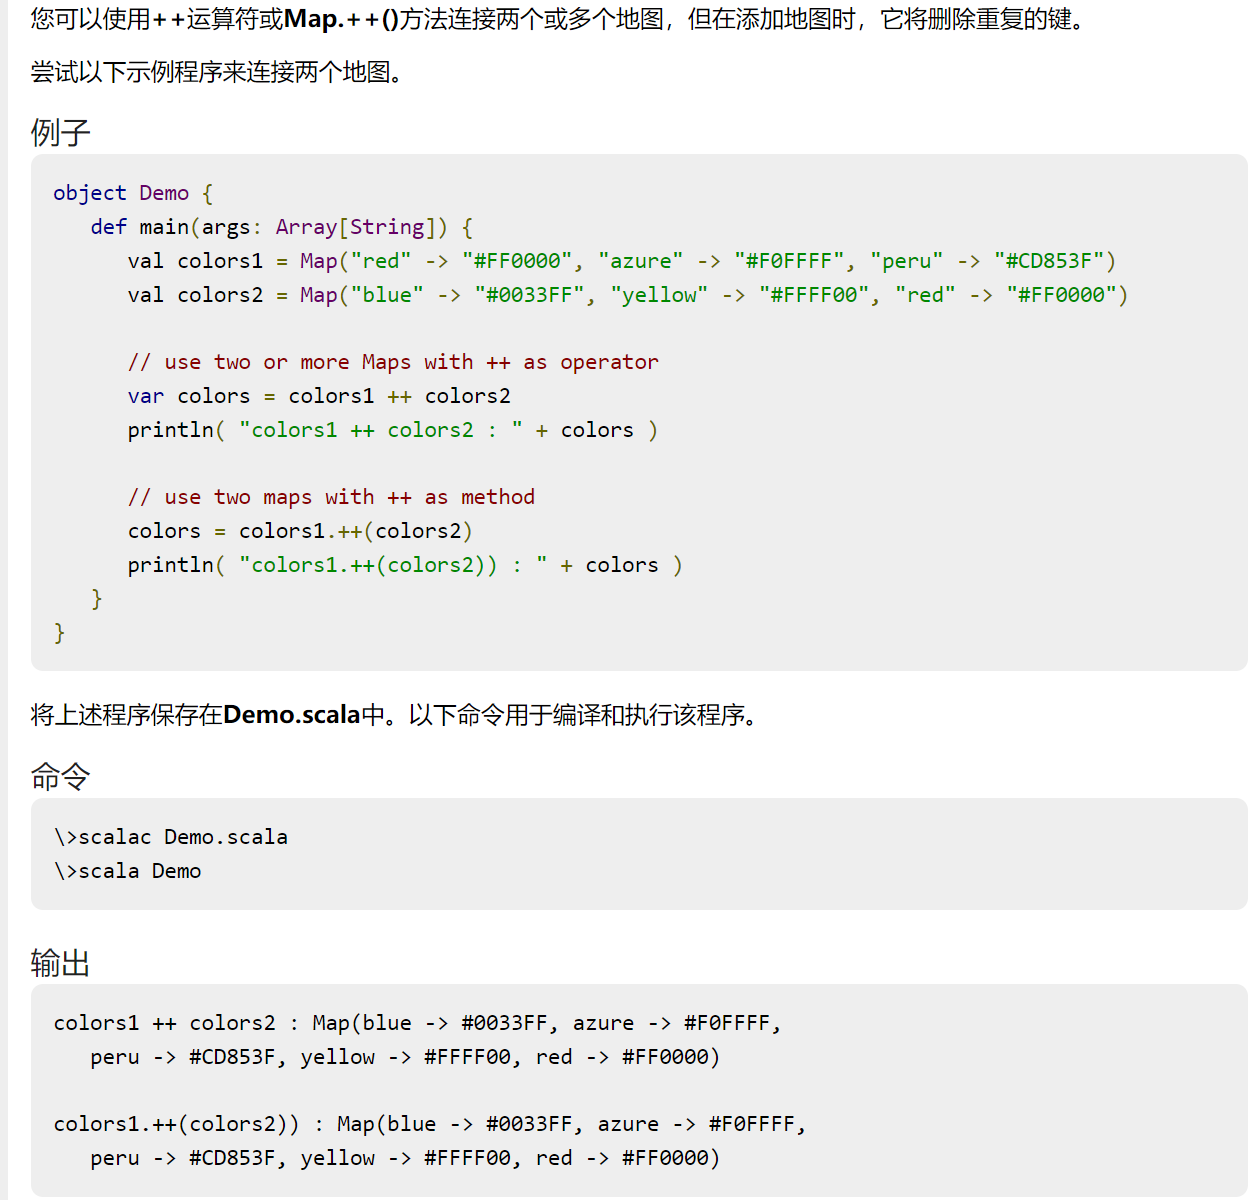 您可以使用++运算符或Map.++()方法连接两个或多个地图，但在添加地图时，它将删除重复的键。
尝试以下示例程序来连接两个地图。
例子
object Demo {
   def main(args: Array[String]) {
      val colors1 = Map("red" -> "#FF0000", "azure" -> "#F0FFFF", "peru" -> "#CD853F")
      val colors2 = Map("blue" -> "#0033FF", "yellow" -> "#FFFF00", "red" -> "#FF0000")
      // use two or more Maps with ++ as operator
      var colors = colors1 ++ colors2
      println( "colors1 ++ colors2 : " + colors )
      // use two maps with ++ as method
      colors = colors1.++(colors2)
      println( "colors1.++(colors2)) : " + colors )
   }
}
将上述程序保存在Demo.scala中。以下命令用于编译和执行该程序。
命令
\>scalac Demo.scala
\>scala Demo
输出
colors1 ++ colors2 : Map(blue -> #0033FF, azure -> #F0FFFF,
   peru -> #CD853F, yellow -> #FFFF00, red -> #FF0000)
colors1.++(colors2)) : Map(blue -> #0033FF, azure -> #F0FFFF,
   peru -> #CD853F, yellow -> #FFFF00, red -> #FF0000)